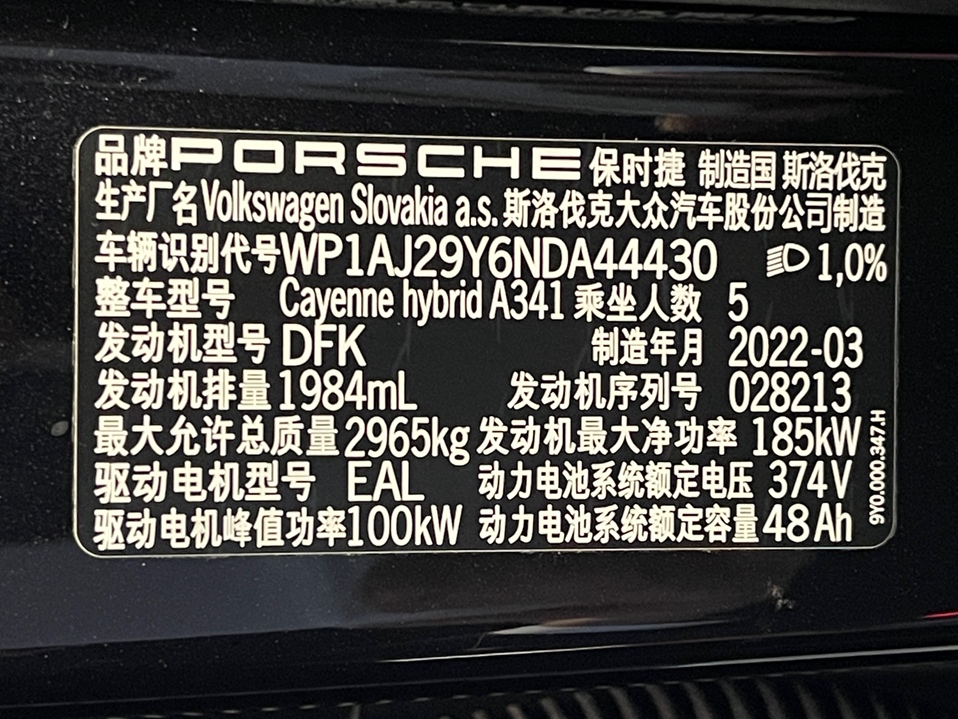 品牌PORSCHE保时捷 制造国 斯洛伐克
生产厂名Volkswagen Slovakia a.s.斯洛伐克大众汽车股份公司制造
车辆识别代号WP1AJ29Y6NDA44430 1,0%
整车型号 Cayenne hybrid A341 乘坐人数 5
发动机型号DFK 制造年月 2022-03
发动机排量1984mL 发动机序列号 028213
最大允许总质量2965kg 发动机最大净功率 185kW
驱动电机型号 EAL 动力电池系统额定电压 374V
驱动电机峰值功率100kW 动力电池系统额定容量48Ah
9Y0.000.347.H